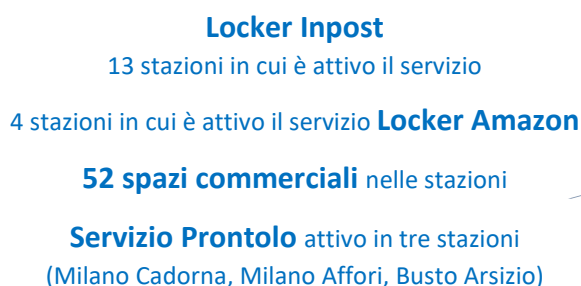 Locker Inpost
13 stazioni in cui è attivo il servizio
4 stazioni in cui è attivo il servizio Locker Amazon
52 spazi commerciali nelle stazioni
Servizio Prontolo attivo in tre stazioni
(Milano Cadorna, Milano Affori, Busto Arsizio)